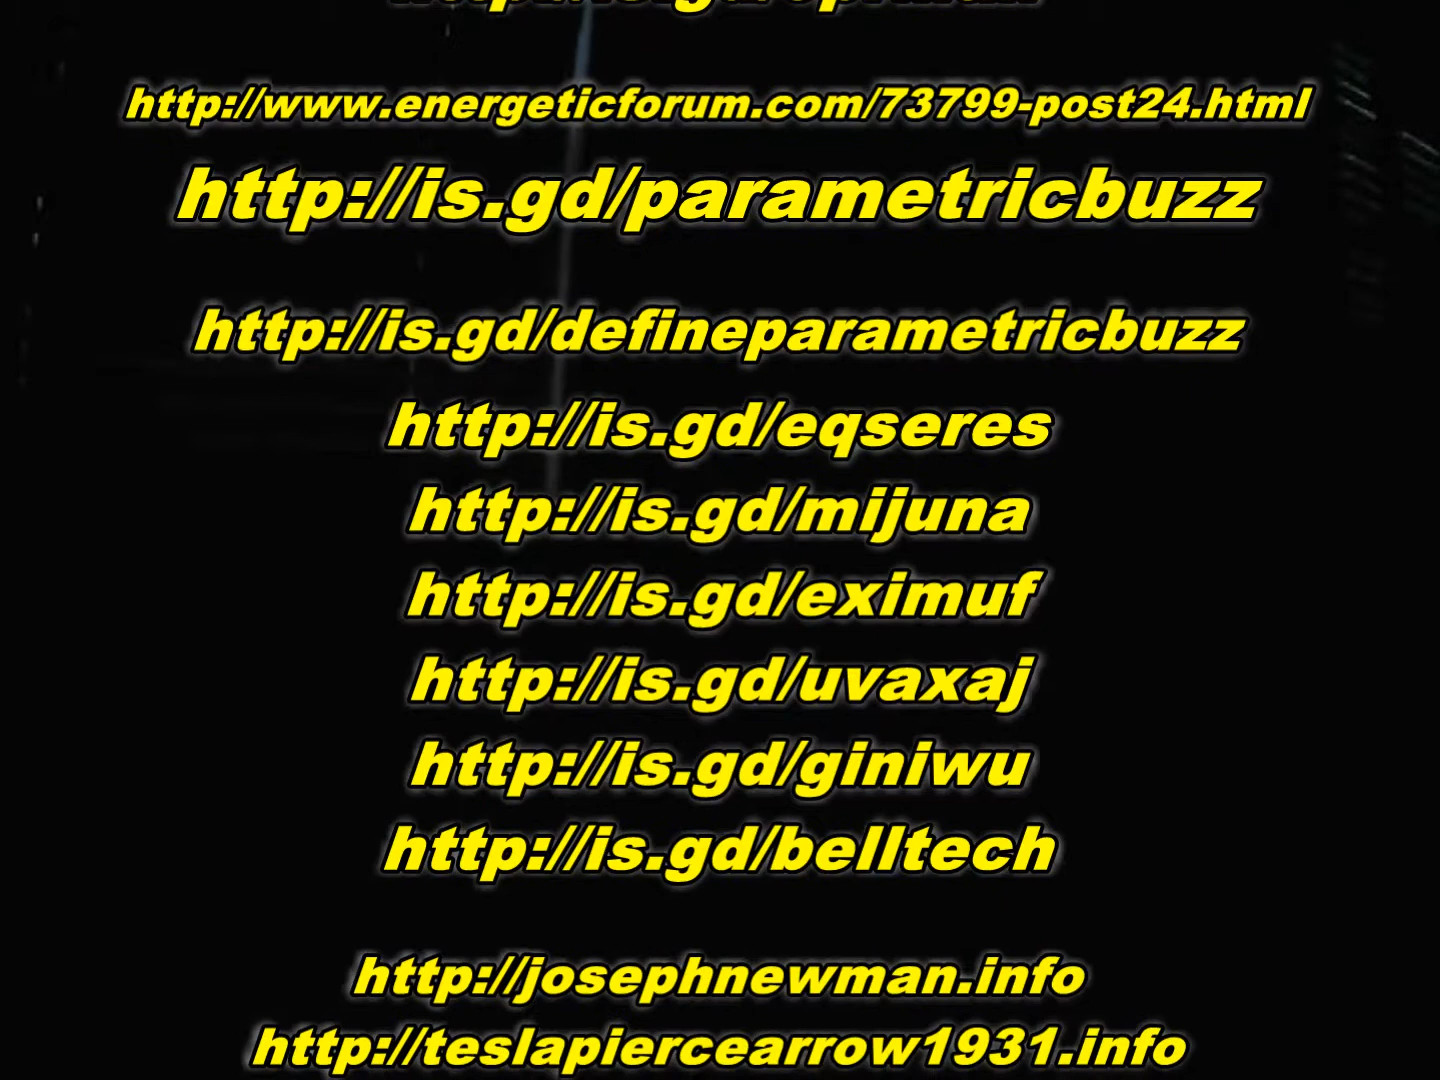 http://www.energeticforum.com/73799-post24.html
http://is.gd/parametricbuzz
http://is.gd/defineparametricbuzz
http://is.gd/eqseres
http://is.gd/mijuna
http://is.gd/eximuf
http://is.gd/uvaxaj
http://is.gd/giniwu
http://is.gd/belltech
http://josephnewman.info
http://teslapiercearrow1931.info